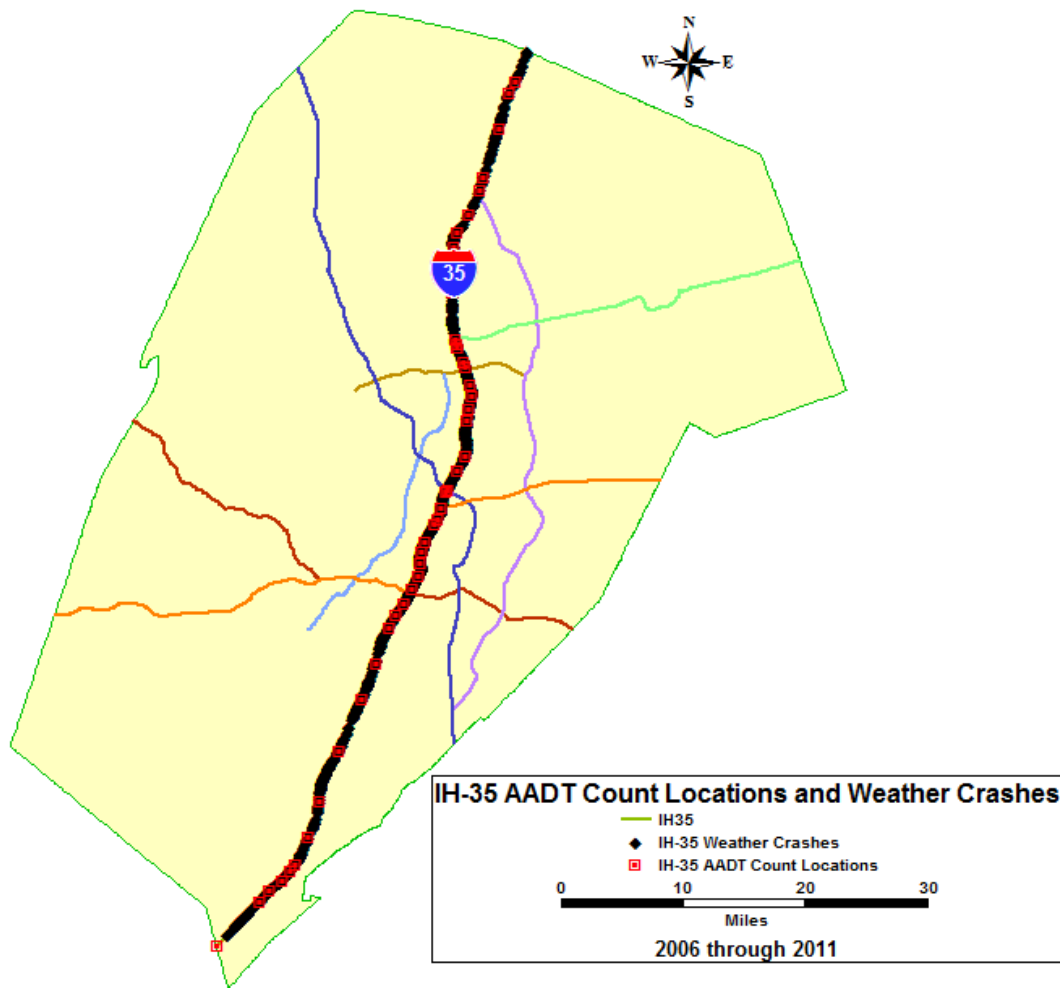 N
W E
S
35
IH-35 AADT Count Locations and Weather Crashes
IH35
IH-35 Weather Crashes
IH-35 AADT Count Locations
0 10 20 30
Miles
2006 through 2011